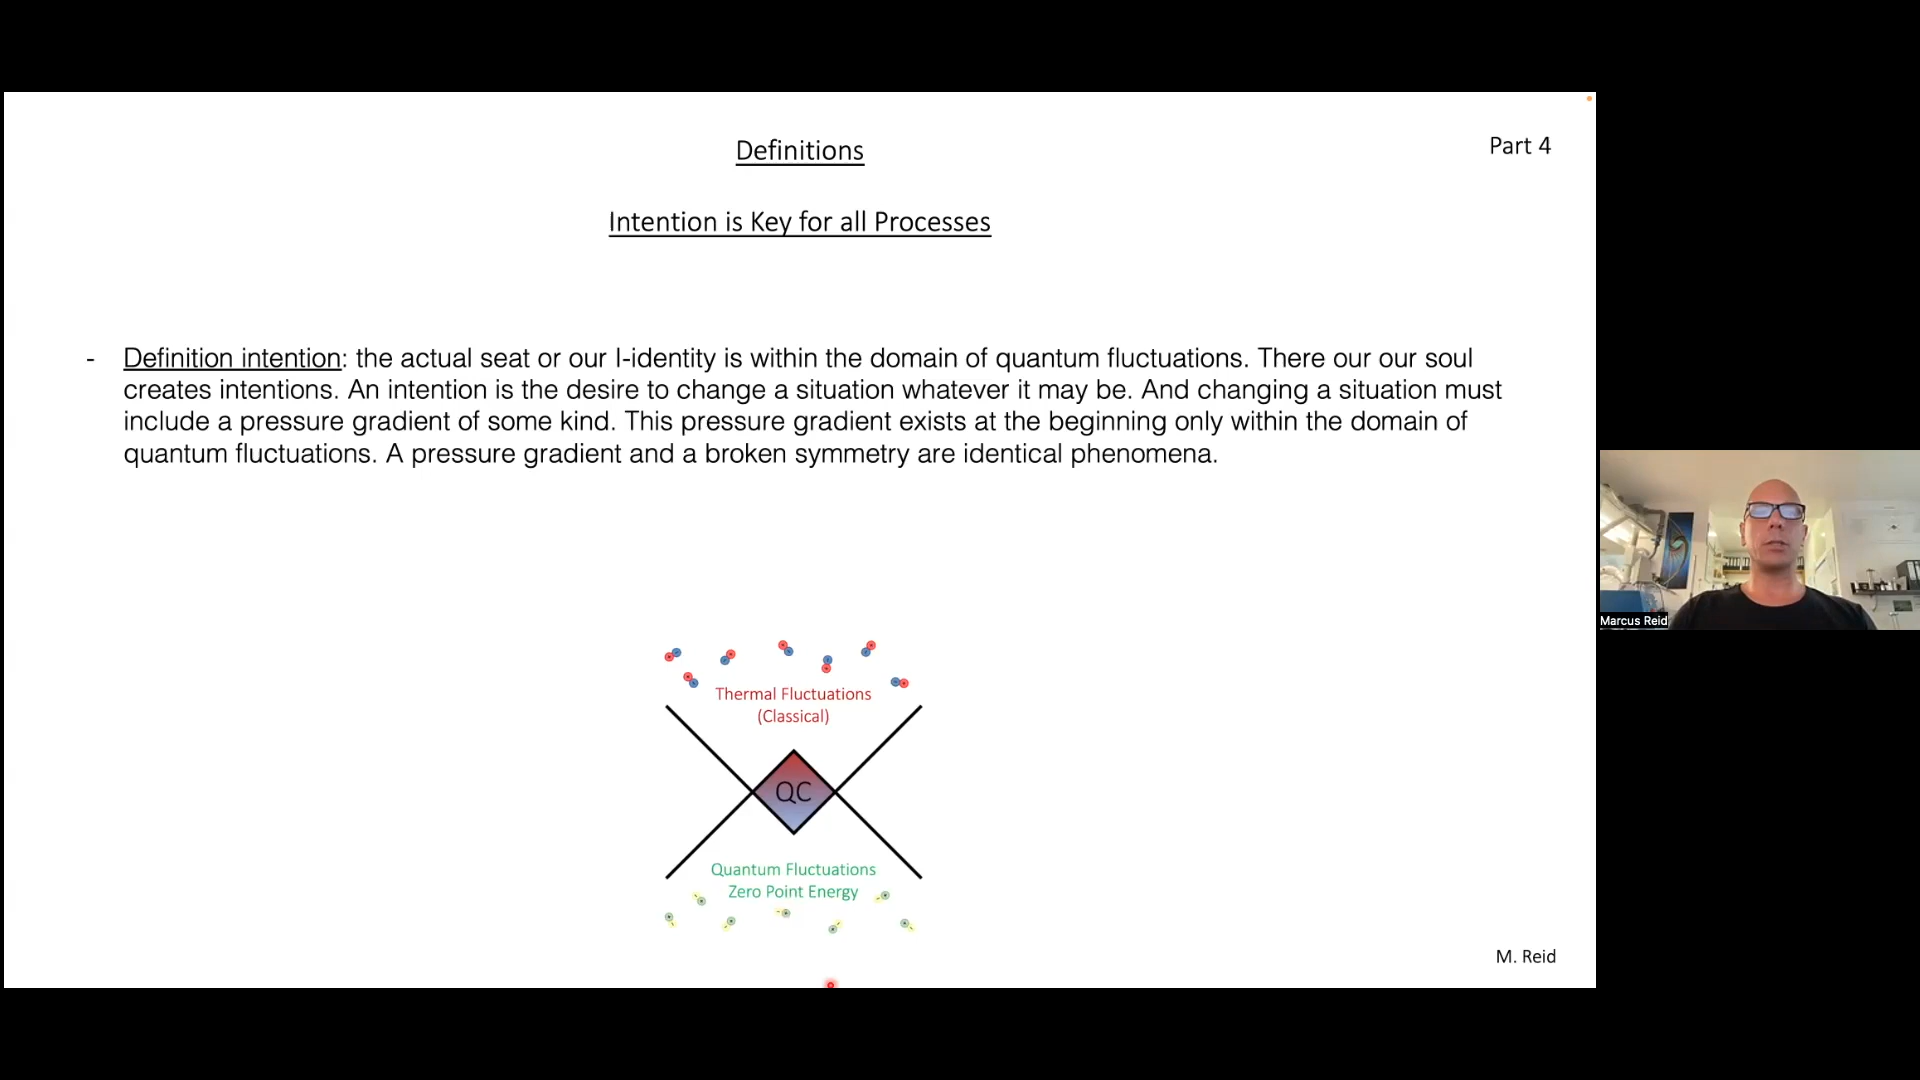 Definitions
Part 4
Intention is Key for all Processes
- Definition intention: the actual seat or our I-identity is within the domain of quantum fluctuations. There our our soul
creates intentions. An intention is the desire to change a situation whatever it may be. And changing a situation must
include a pressure gradient of some kind. This pressure gradient exists at the beginning only within the domain of
quantum fluctuations. A pressure gradient and a broken symmetry are identical phenomena.
Thermal Fluctuations
(Classical)
QC
Quantum Fluctuations
Zero Point Energy
M. Reid
Marcus Reid